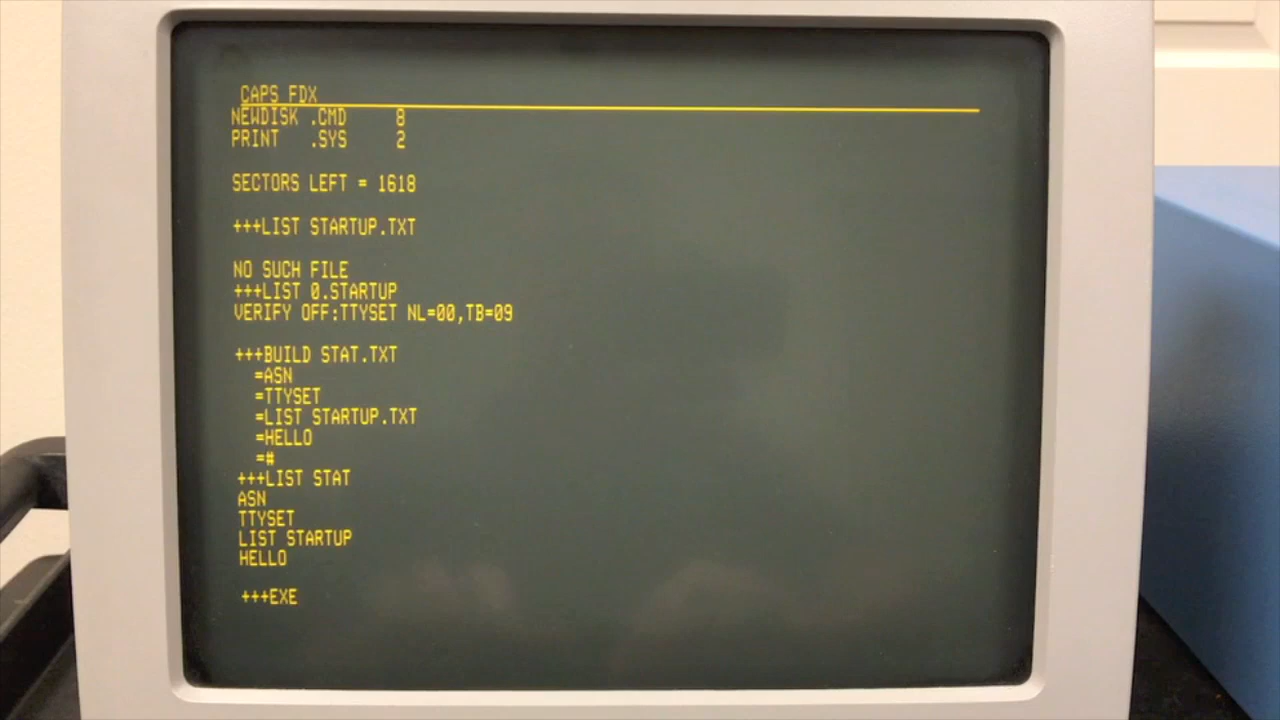 CAPS FDX
NEWDISK .CMD     8
PRINT   .SYS     2
SECTORS LEFT = 1618
+++LIST STARTUP.TXT
NO SUCH FILE
+++LIST 0.STARTUP
VERIFY OFF:TTYSET NL=00,TB=09
+++BUILD STAT.TXT
=ASN
=TTYSET
=LIST STARTUP.TXT
=HELLO
=#
+++LIST STAT
ASN
TTYSET
LIST STARTUP
HELLO
+++EXE